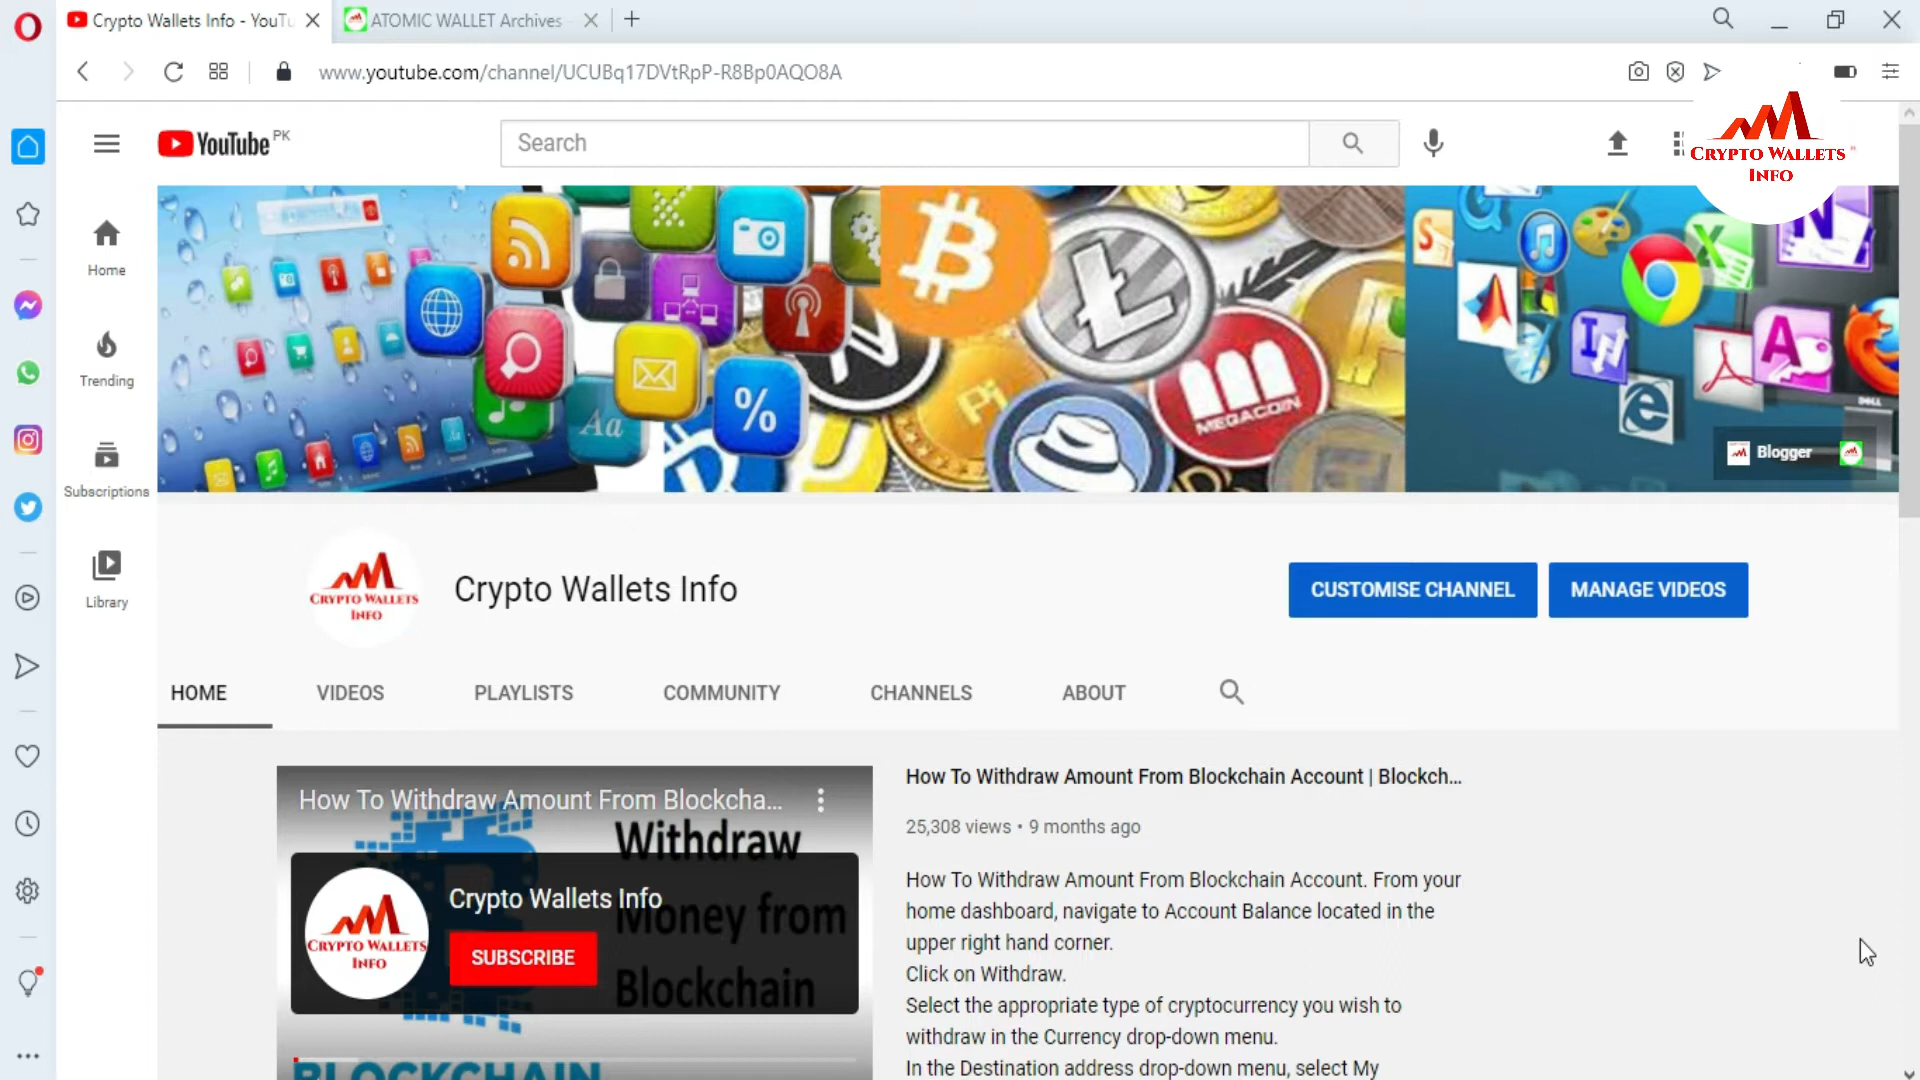 Crypto Wallets Info - YouTu
ATOMIC WALLET Archives
www.youtube.com/channel/UCUBq17DVtRpP-R8Bp0AQO8A
YouTube PK
Search
CRYPTO WALLETS
INFO
Home
Trending
Subscriptions
Library
Aa
%
MEGACOIN
DELL
Blogger
CRYPTO WALLETS
INFO
Crypto Wallets Info
CUSTOMISE CHANNEL
MANAGE VIDEOS
HOME
VIDEOS
PLAYLISTS
COMMUNITY
CHANNELS
ABOUT
How To Withdraw Amount From Blockcha...
Withdraw
Money from
Blockchain
Crypto Wallets Info
SUBSCRIBE
CRYPTO WALLETS
INFO
BLOCKCHAIN
How To Withdraw Amount From Blockchain Account | Blockch...
25,308 views • 9 months ago
How To Withdraw Amount From Blockchain Account. From your
home dashboard, navigate to Account Balance located in the
upper right hand corner.
Click on Withdraw.
Select the appropriate type of cryptocurrency you wish to
withdraw in the Currency drop-down menu.
In the Destination address drop-down menu, select My